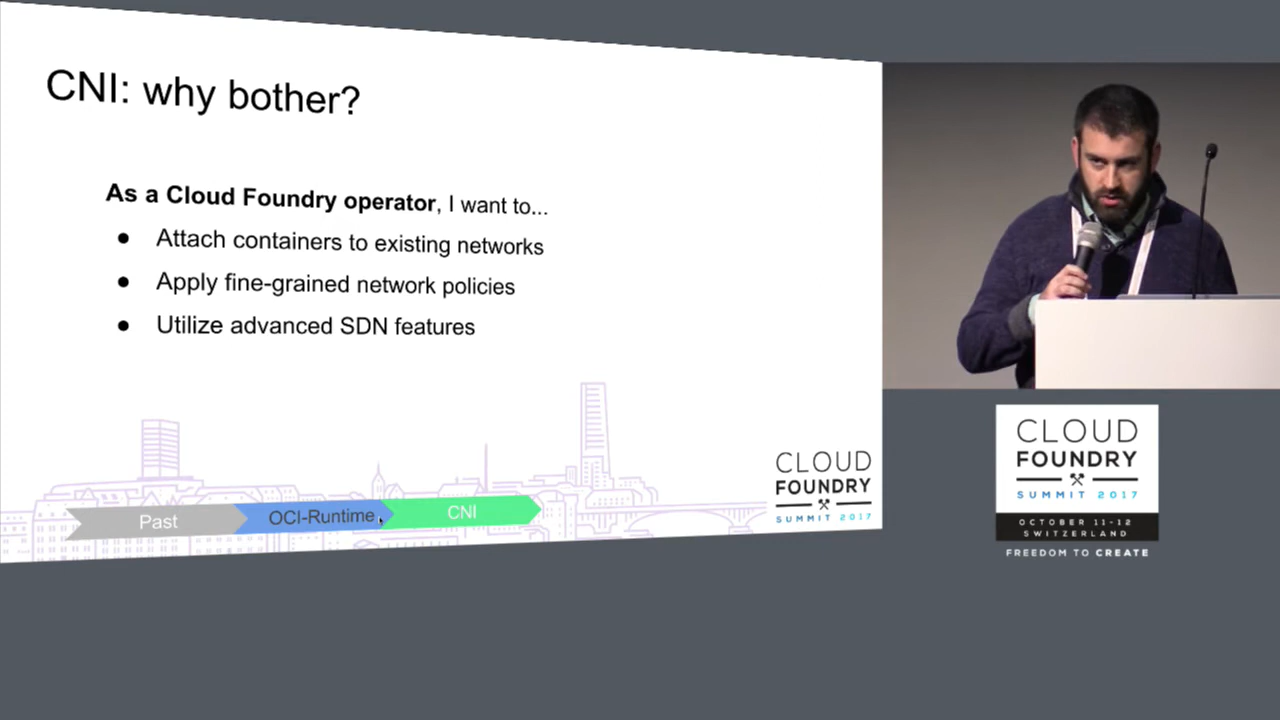 CNI: why bother?
As a Cloud Foundry operator, I want to...
● Attach containers to existing networks
● Apply fine-grained network policies
● Utilize advanced SDN features
Past
OCI-Runtime
CNI
CLOUD
FOUNDRY
SUMMIT 2017
CLOUD
FOUNDRY
SUMMIT 2017
OCTOBER 11-12
SWITZERLAND
FREEDOM TO CREATE